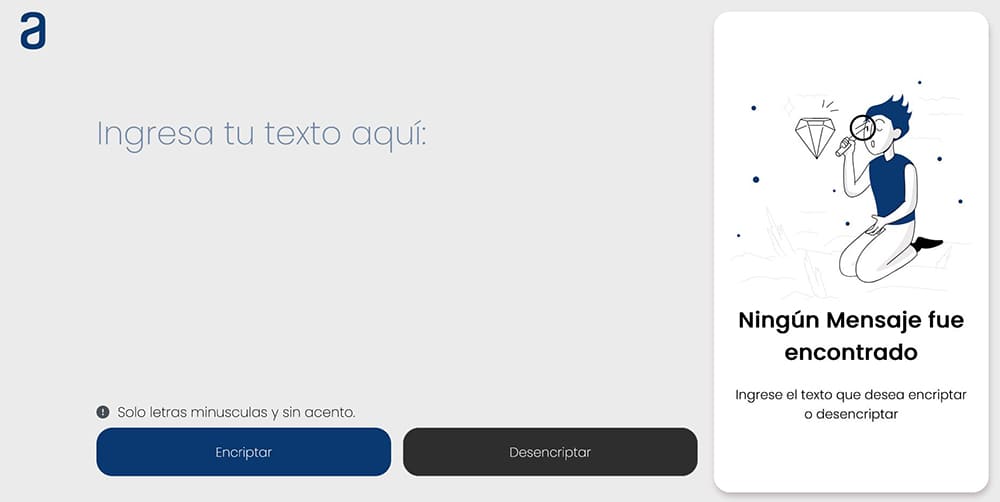 a
Ingresa tu texto aquí:
Solo letras minusculas y sin acento.
Encriptar
Desencriptar
Ningún Mensaje fue
encontrado
Ingrese el texto que desea encriptar
o desencriptar